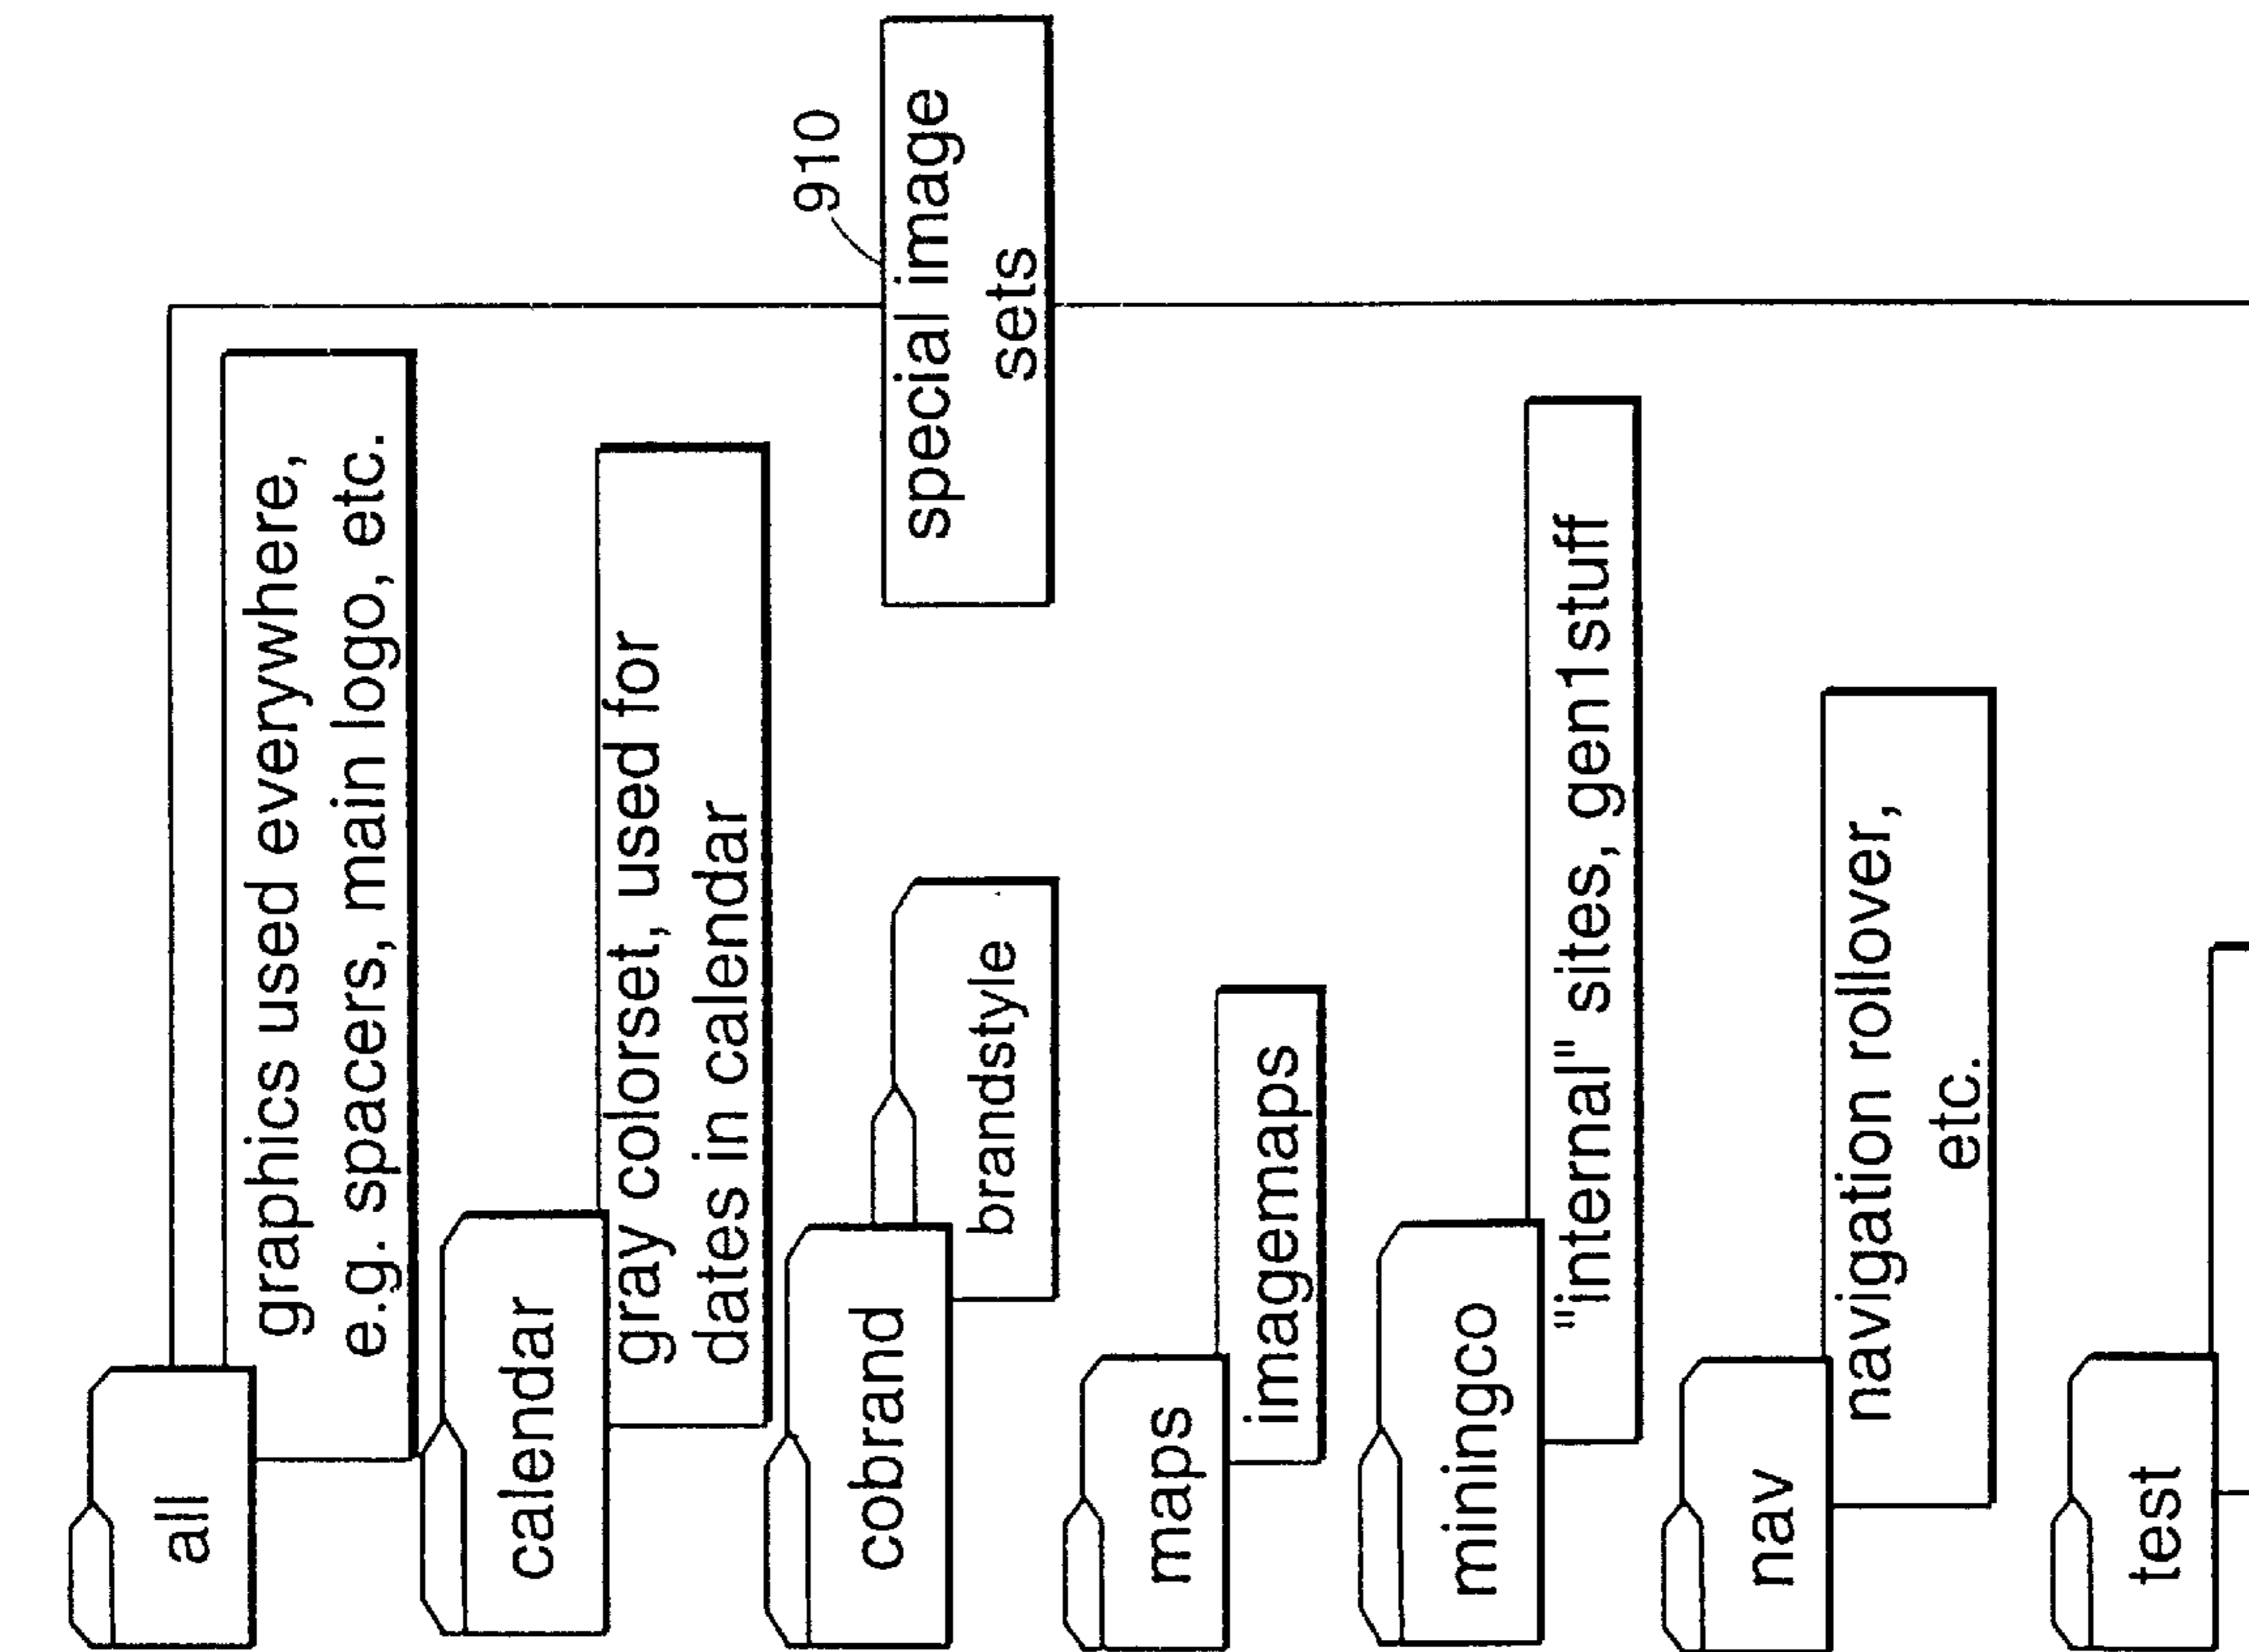 all
graphics used everywhere,
e.g. spacers, main logo, etc.
calendar
gray colorset, used for
dates in calendar
910
special image
sets
cobrand
brandstyle
maps
imagemaps
miningco
"internal" sites, gen1stuff
nav
navigation rollover,
etc.
test